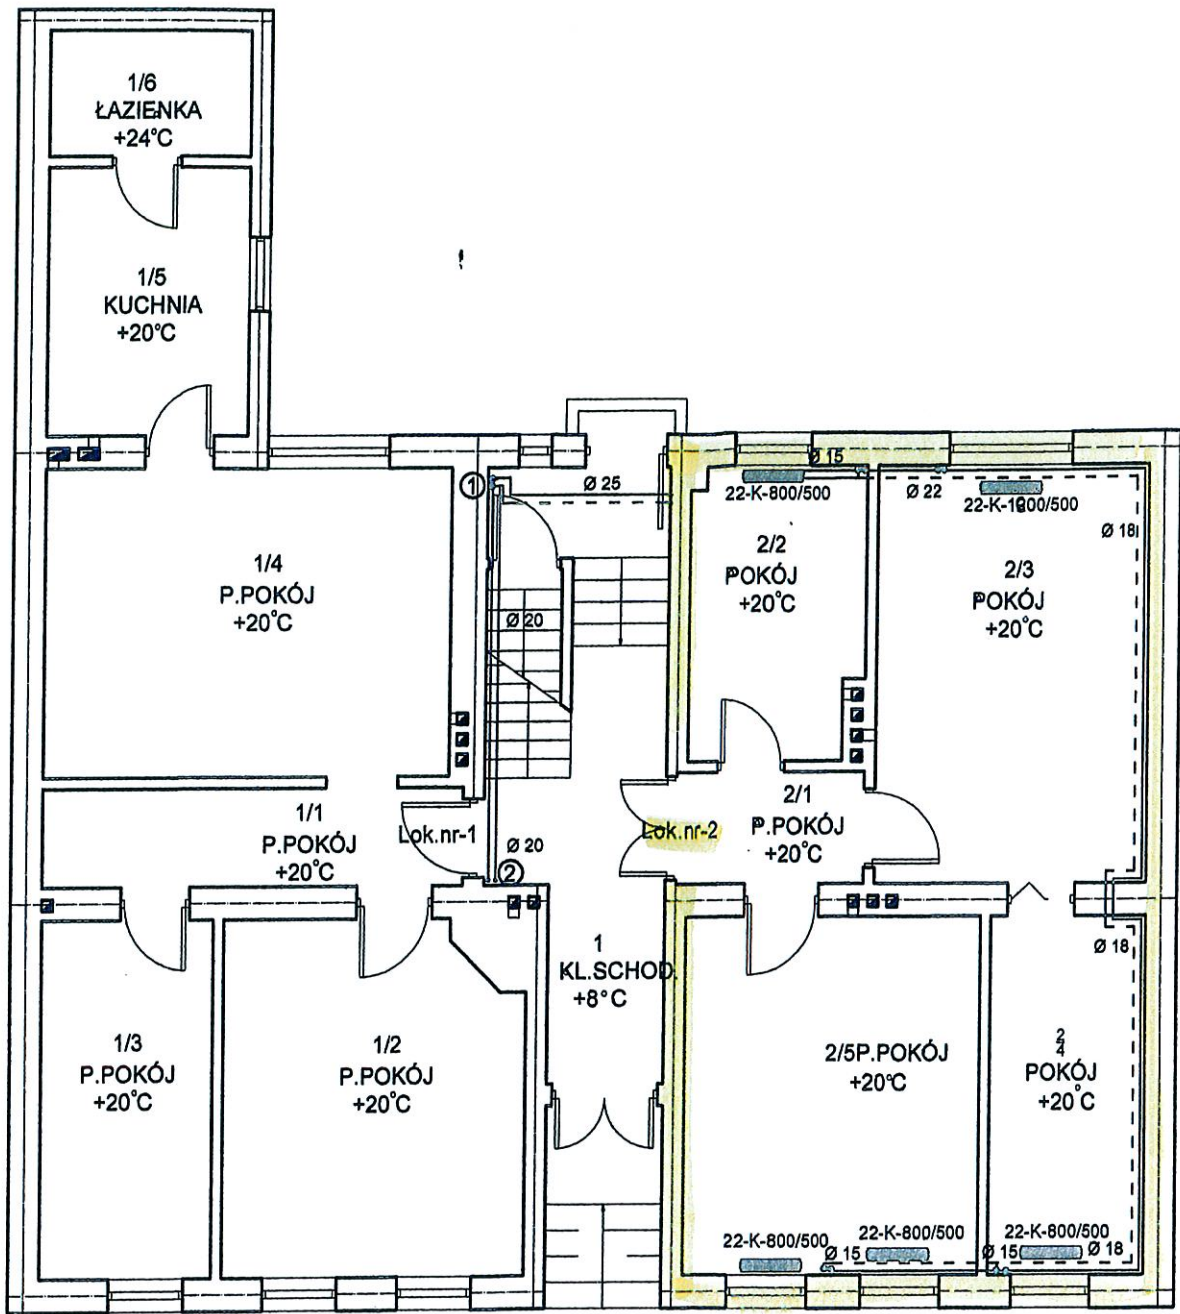 1/6
ŁAZIENKA
+24°C
1/5
KUCHNIA
+20°C
1
Ø 25
Ø 15
22-K-800/500
Ø 22
Ø 18
1/4
P.POKÓJ
+20°C
Ø 20
2/2
POKÓJ
+20°C
2/3
POKÓJ
+20°C
1/1
P.POKÓJ
+20°C
Lok.nr-1
Ø 20
2
Lok.nr-2
2/1
P.POKÓJ
+20°C
1
KL.SCHOD.
+8°C
Ø 18
1/3
P.POKÓJ
+20°C
1/2
P.POKÓJ
+20°C
2/5P.POKÓJ
+20°C
2
4
POKÓJ
+20°C
22-K-800/500
Ø 15
22-K-800/500
Ø 15
22-K-800/500
Ø 18